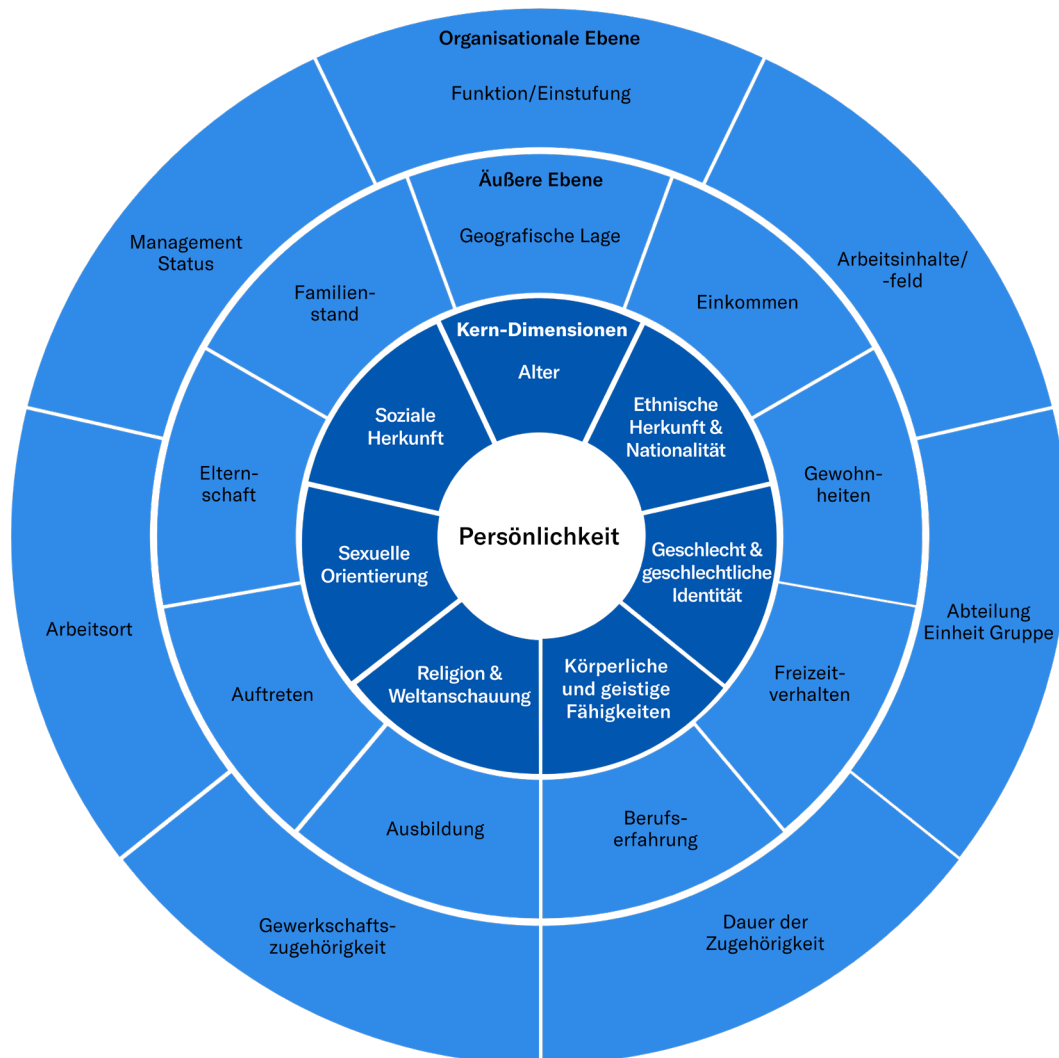 Organisationale Ebene
Funktion/Einstufung
Äußere Ebene
Geografische Lage
Management
Status
Arbeitsinhalte/
-feld
Familien-
stand
Einkommen
Kern-Dimensionen
Alter
Soziale
Herkunft
Ethnische
Herkunft &
Nationalität
Eltern-
schaft
Gewohn-
heiten
Persönlichkeit
Sexuelle
Orientierung
Geschlecht &
geschlechtliche
Identität
Arbeitsort
Abteilung
Einheit Gruppe
Auftreten
Religion &
Weltanschauung
Körperliche
und geistige
Fähigkeiten
Freizeit-
verhalten
Ausbildung
Berufs-
erfahrung
Gewerkschafts-
zugehörigkeit
Dauer der
Zugehörigkeit